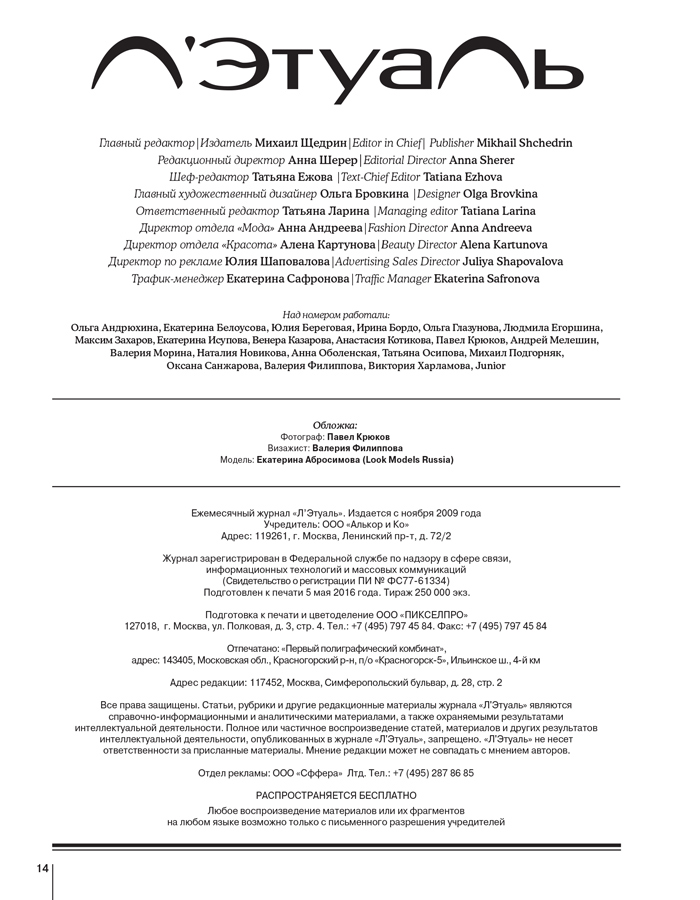 Л'Этуаль
Главный редактор|Издатель Михаил Щедрин|Editor in Chief| Publisher Mikhail Shchedrin
Редакционный директор Анна Шерер|Editorial Director Anna Sherer
Шеф-редактор Татьяна Ежова |Text-Chief Editor Tatiana Ezhova
Главный художественный дизайнер Ольга Бровкина |Designer Olga Brovkina
Ответственный редактор Татьяна Ларина |Managing editor Tatiana Larina
Директор отдела «Мода» Анна Андреева|Fashion Director Anna Andreeva
Директор отдела «Красота» Алена Картунова|Beauty Director Alena Kartunova
Директор по рекламе Юлия Шаповалова|Advertising Sales Director Juliya Shapovalova
Трафик-менеджер Екатерина Сафронова|Traffic Manager Ekaterina Safronova
Над номером работали:
Ольга Андрюхина, Екатерина Белоусова, Юлия Береговая, Ирина Бордо, Ольга Глазунова, Людмила Егоршина,
Максим Захаров, Екатерина Исупова, Венера Казарова, Анастасия Котикова, Павел Крюков, Андрей Мелешин,
Валерия Морина, Наталия Новикова, Анна Оболенская, Татьяна Осипова, Михаил Подгорняк,
Оксана Санжарова, Валерия Филиппова, Виктория Харламова, Junior
Обложка:
Фотограф: Павел Крюков
Визажист: Валерия Филиппова
Модель: Екатерина Абросимова (Look Models Russia)
Ежемесячный журнал «Л'Этуаль». Издается с ноября 2009 года
Учредитель: ООО «Алькор и Ко»
Адрес: 119261, г. Москва, Ленинский пр-т, д. 72/2
Журнал зарегистрирован в Федеральной службе по надзору в сфере связи,
информационных технологий и массовых коммуникаций
(Свидетельство о регистрации ПИ № ФС77-61334)
Подготовлен к печати 5 мая 2016 года. Тираж 250 000 экз.
Подготовка к печати и цветоделение ООО «ПИКСЕЛПРО»
127018, г. Москва, ул. Полковая, д. 3, стр. 4. Тел.: +7 (495) 797 45 84. Факс: +7 (495) 797 45 84
Отпечатано: «Первый полиграфический комбинат»,
адрес: 143405, Московская обл., Красногорский р-н, п/о «Красногорск-5», Ильинское ш., 4-й км
Адрес редакции: 117452, Москва, Симферопольский бульвар, д. 28, стр. 2
Все права защищены. Статьи, рубрики и другие редакционные материалы журнала «Л'Этуаль» являются
справочно-информационными и аналитическими материалами, а также охраняемыми результатами
интеллектуальной деятельности. Полное или частичное воспроизведение статей, материалов и других результатов
интеллектуальной деятельности, опубликованных в журнале «Л'Этуаль», запрещено. «Л'Этуаль» не несет
ответственности за присланные материалы. Мнение редакции может не совпадать с мнением авторов.
Отдел рекламы: ООО «Сффера» Лтд. Тел.: +7 (495) 287 86 85
РАСПРОСТРАНЯЕТСЯ БЕСПЛАТНО
Любое воспроизведение материалов или их фрагментов
на любом языке возможно только с письменного разрешения учредителей
14